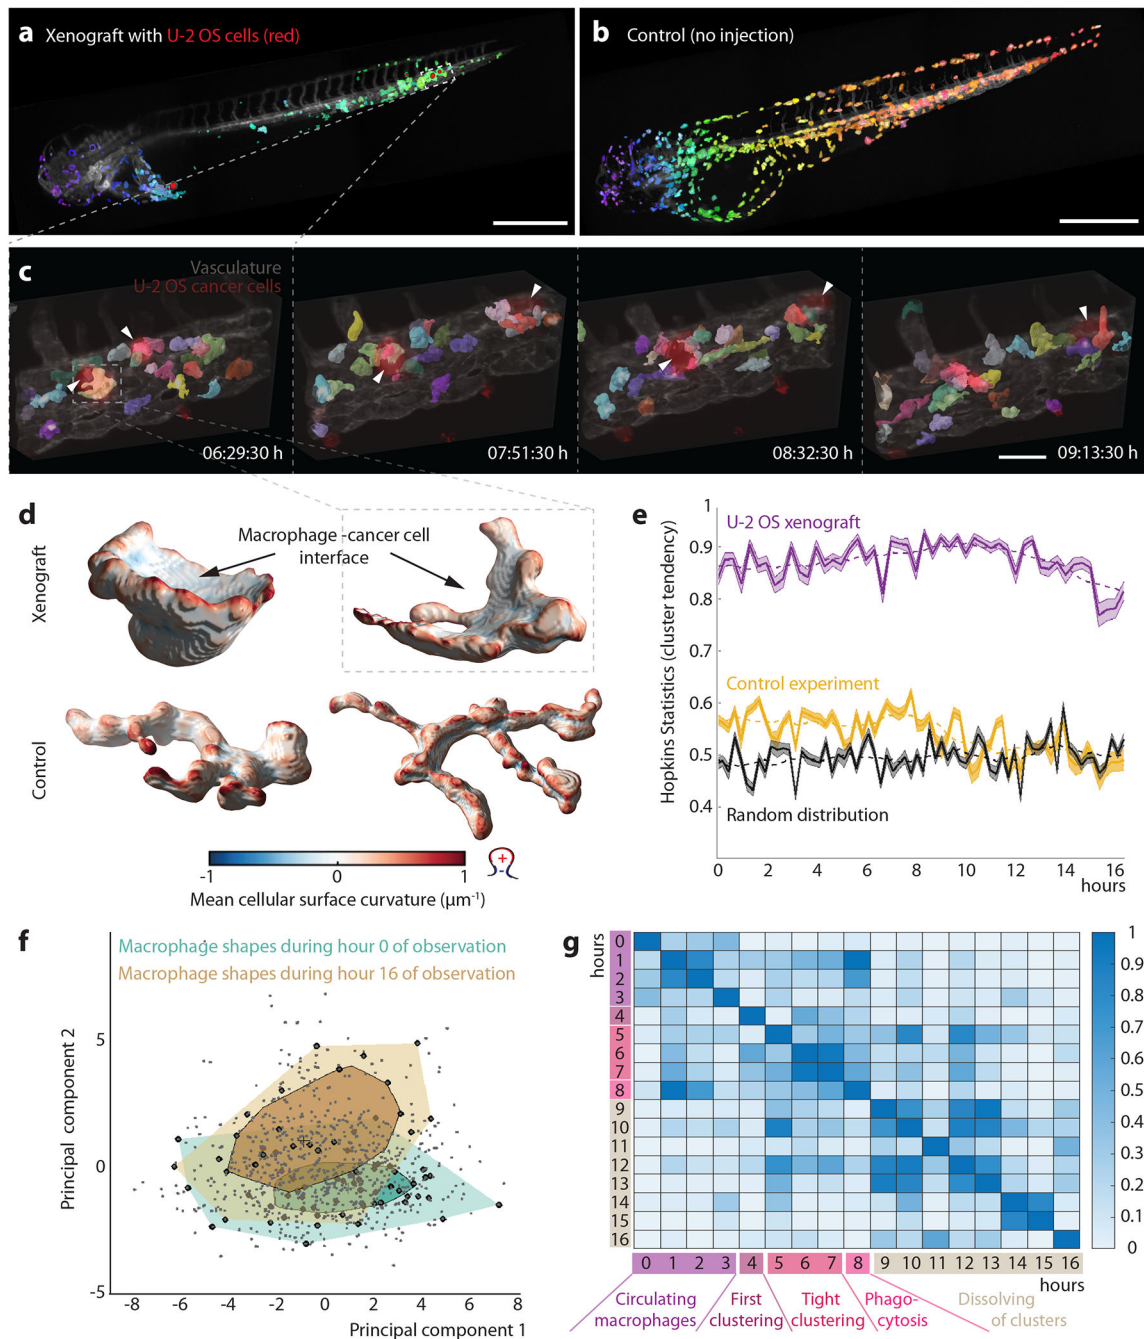 a Xenograft with U-2 OS cells (red)
b Control (no injection)
c Vasculature
U-2 OS cancer cells
06:29:30 h
07:51:30 h
08:32:30 h
09:13:30 h
d
Xenograft
Macrophage -cancer cell
interface
Control
-1 0 1
Mean cellular surface curvature (μm⁻¹)
+
-
e
Hopkins Statistics (cluster tendency)
1
0.9
0.8
0.7
0.6
0.5
0.4
U-2 OS xenograft
Control experiment
Random distribution
0 2 4 6 8 10 12 14 16
hours
f
Macrophage shapes during hour 0 of observation
Macrophage shapes during hour 16 of observation
Principal component 2
5
0
-5
-8 -6 -4 -2 0 2 4 6 8
Principal component 1
g
hours
0
1
2
3
4
5
6
7
8
9
10
11
12
13
14
15
16
0 1 2 3 4 5 6 7 8 9 10 11 12 13 14 15 16
hours
1
0.9
0.8
0.7
0.6
0.5
0.4
0.3
0.2
0.1
0
Circulating
macrophages
First
clustering
Tight
clustering
Phago-
cytosis
Dissolving
of clusters